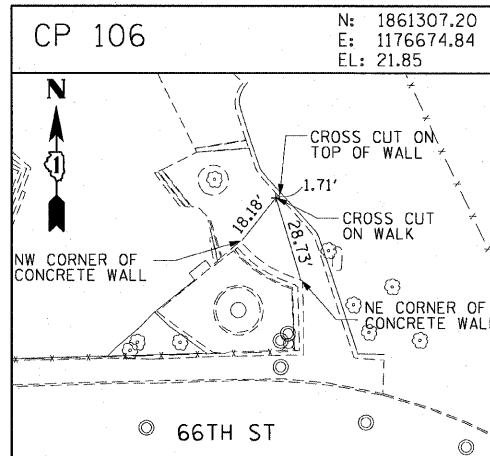 CP 106
N: 1861307.20
E: 1176674.84
EL: 21.85
N
CROSS CUT ON
TOP OF WALL
1.71'
18.18'
CROSS CUT
ON WALK
28.73'
NW CORNER OF
CONCRETE WALL
NE CORNER OF
CONCRETE WALL
66TH ST